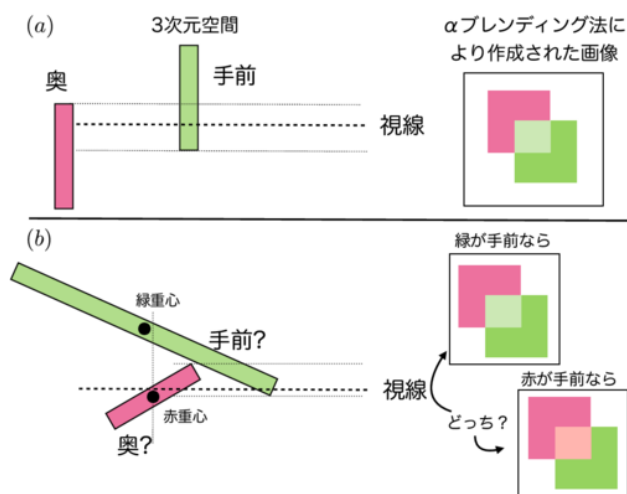 (a)
3次元空間
αブレンディング法に
より作成された画像
奥
手前
視線
(b)
緑重心
手前?
赤重心
奥?
視線
緑が手前なら
どっち？
赤が手前なら